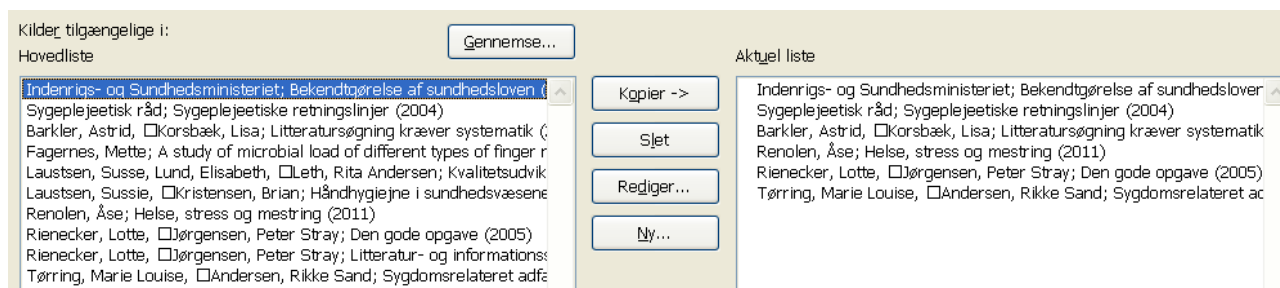 Kilder tilgængelige i:
Hovedliste
Gennemse...
Indenrigs- og Sundhedsministeriet; Bekendtgørelse af sundhedsloven (
Sygeplejeetisk råd; Sygeplejeetiske retningslinjer (2004)
Barkler, Astrid, □Korsbæk, Lisa; Litteratursøgning kræver systematik (
Fagernes, Mette; A study of microbial load of different types of finger r
Laustsen, Susse, Lund, Elisabeth, □Leth, Rita Andersen; Kvalitetsudvik
Laustsen, Sussie, □Kristensen, Brian; Håndhygiejne i sundhedsvæsene
Renolen, Åse; Helse, stress og mestring (2011)
Rienecker, Lotte, □Jørgensen, Peter Stray; Den gode opgave (2005)
Rienecker, Lotte, □Jørgensen, Peter Stray; Litteratur- og informationss
Tørring, Marie Louise, □Andersen, Rikke Sand; Sygdomsrelateret adfa
Kopier ->
Slet
Rediger...
Ny...
Aktuel liste
Indenrigs- og Sundhedsministeriet; Bekendtgørelse af sundhedslover
Sygeplejeetisk råd; Sygeplejeetiske retningslinjer (2004)
Barkler, Astrid, □Korsbæk, Lisa; Litteratursøgning kræver systematik
Renolen, Åse; Helse, stress og mestring (2011)
Rienecker, Lotte, □Jørgensen, Peter Stray; Den gode opgave (2005)
Tørring, Marie Louise, □Andersen, Rikke Sand; Sygdomsrelateret ad